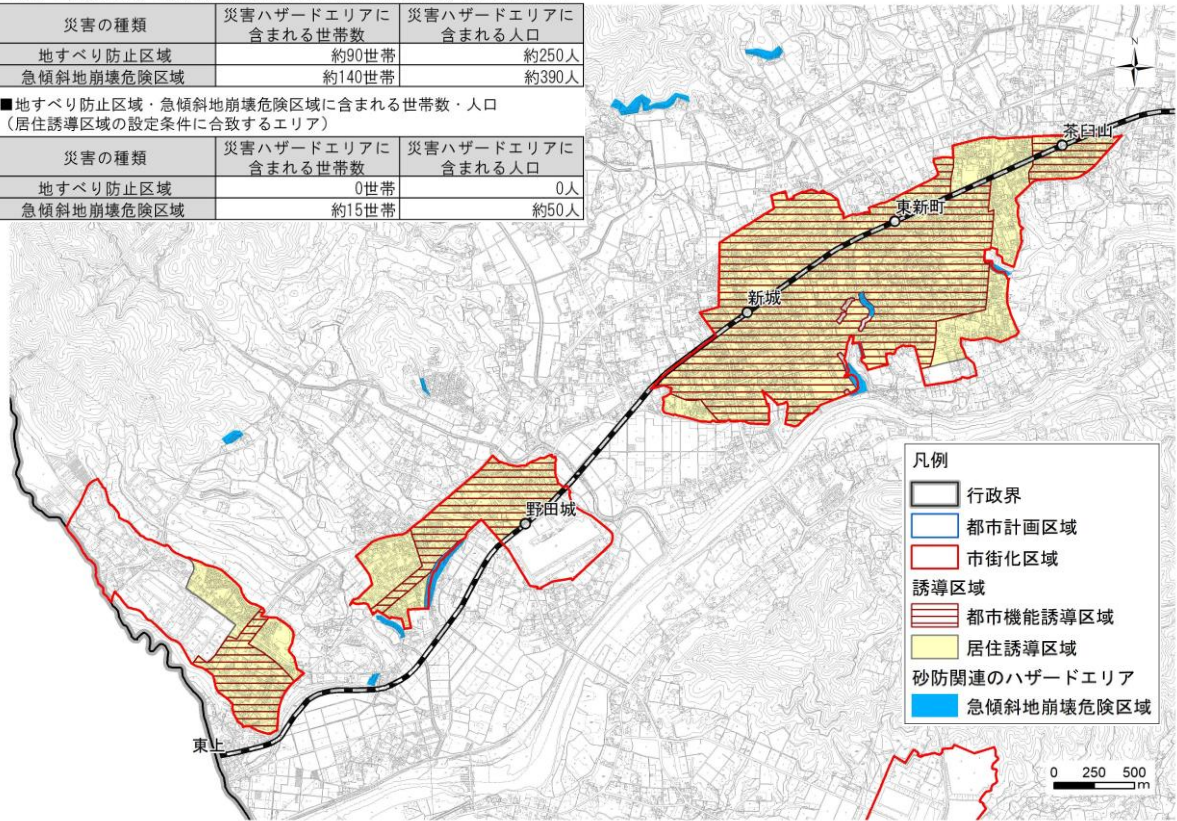 災害の種類 災害ハザードエリアに含まれる世帯数 災害ハザードエリアに含まれる人口
地すべり防止区域 約90世帯 約250人
急傾斜地崩壊危険区域 約140世帯 約390人
■地すべり防止区域・急傾斜地崩壊危険区域に含まれる世帯数・人口
（居住誘導区域の設定条件に合致するエリア）
災害の種類 災害ハザードエリアに含まれる世帯数 災害ハザードエリアに含まれる人口
地すべり防止区域 0世帯 0人
急傾斜地崩壊危険区域 約15世帯 約50人
N
茶臼山
東新町
新城
野田城
東上
凡例
行政界
都市計画区域
市街化区域
誘導区域
都市機能誘導区域
居住誘導区域
砂防関連のハザードエリア
急傾斜地崩壊危険区域
0 250 500
m